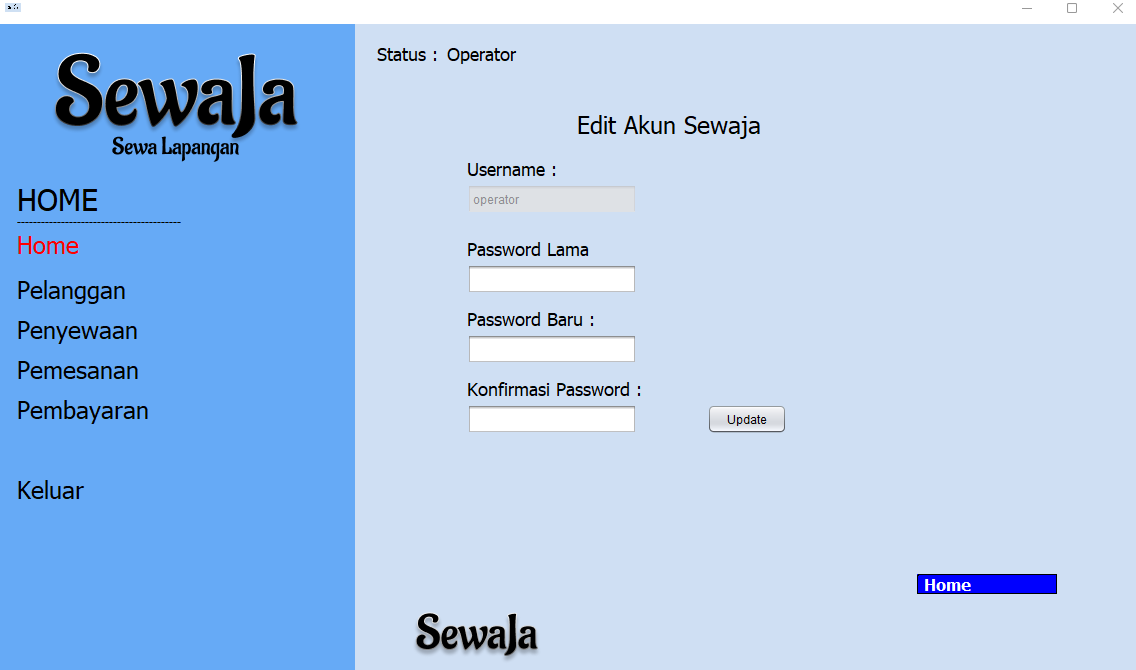 SewaJa
Sewa Lapangan
HOME
-----------------------------------------
Home
Pelanggan
Penyewaan
Pemesanan
Pembayaran
Keluar
Status : Operator
Edit Akun Sewaja
Username :
operator
Password Lama
Password Baru :
Konfirmasi Password :
Update
Home
SewaJa